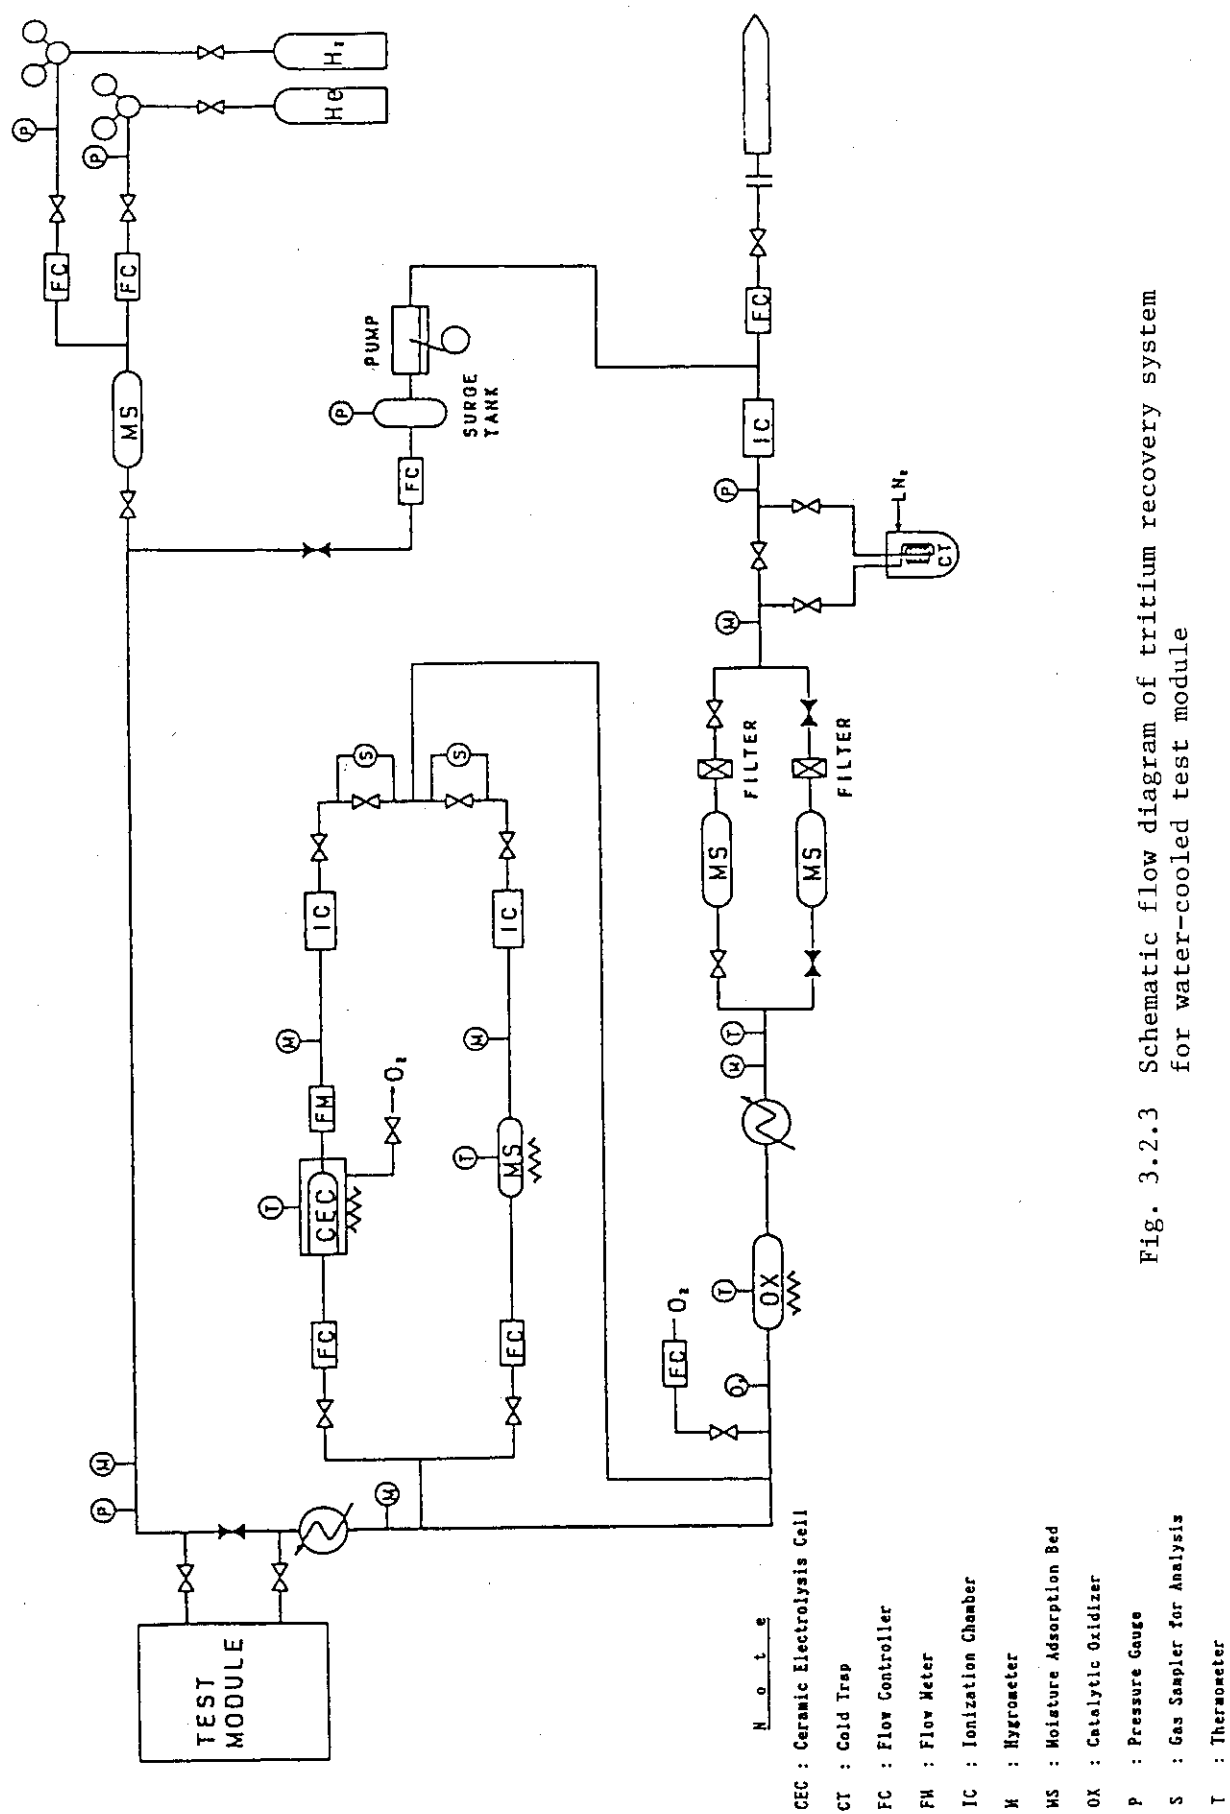 TEST
MODULE
P
M
MS
FC
FC
P
P
H₂
He
M
FC
CEC
T
O₂
FM
M
IC
S
FC
T
MS
M
IC
S
FC
SURGE
TANK
P
PUMP
FC
O₂
O₂
T
OX
M
T
MS
FILTER
MS
FILTER
M
P
CT
LN₂
IC
FC
Note
CEC : Ceramic Electrolysis Cell
CT : Cold Trap
FC : Flow Controller
FM : Flow Meter
IC : Ionization Chamber
M : Hygrometer
MS : Moisture Adsorption Bed
OX : Catalytic Oxidizer
P : Pressure Gauge
S : Gas Sampler for Analysis
T : Thermometer
Fig. 3.2.3 Schematic flow diagram of tritium recovery system
for water-cooled test module